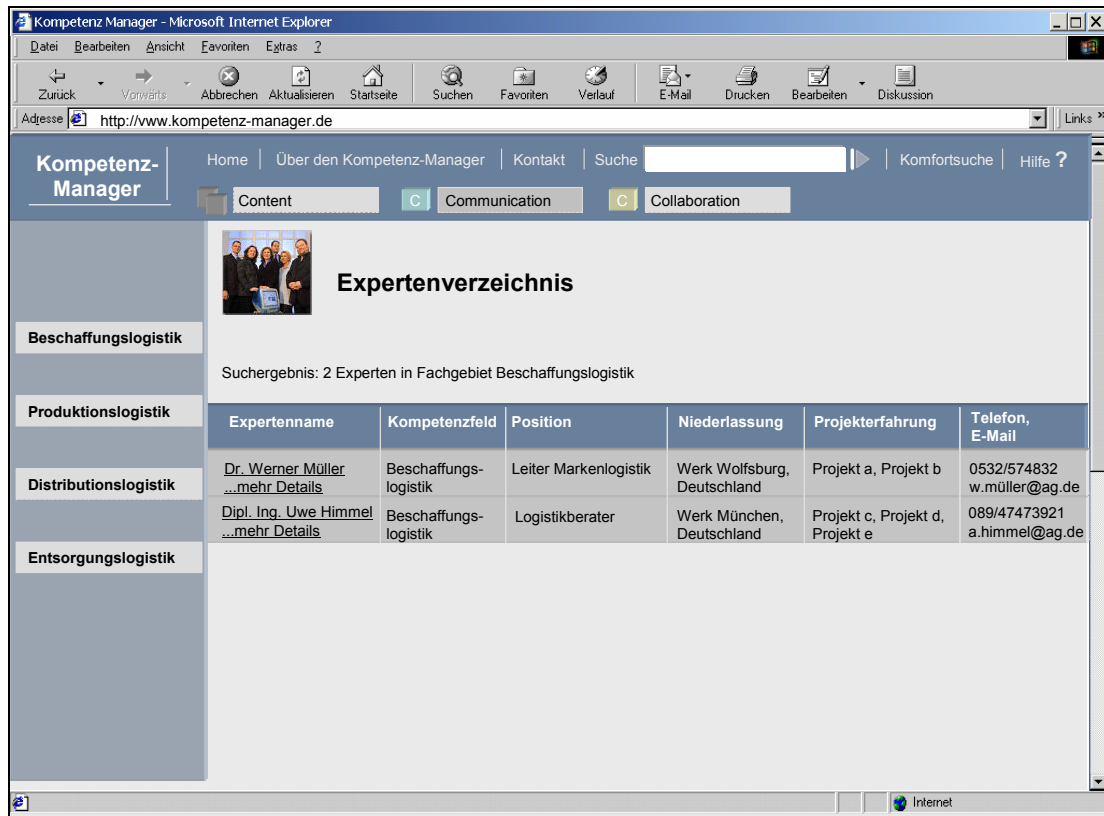 Kompetenz Manager - Microsoft Internet Explorer
Datei Bearbeiten Ansicht Favoriten Extras ?
Zurück Vorwärts Abbrechen Aktualisieren Startseite Suchen Favoriten Verlauf E-Mail Drucken Bearbeiten Diskussion
Adresse http://vww.kompetenz-manager.de Links »
Kompetenz-
Manager
Home Über den Kompetenz-Manager Kontakt Suche Komfortsuche Hilfe ?
Content C Communication C Collaboration
Beschaffungslogistik
Produktionslogistik
Distributionslogistik
Entsorgungslogistik
Expertenverzeichnis
Suchergebnis: 2 Experten in Fachgebiet Beschaffungslogistik
Expertenname Kompetenzfeld Position Niederlassung Projekterfahrung Telefon,
E-Mail
Dr. Werner Müller Beschaffungs- Leiter Markenlogistik Werk Wolfsburg, Projekt a, Projekt b 0532/574832
...mehr Details logistik Deutschland w.müller@ag.de
Dipl. Ing. Uwe Himmel Beschaffungs- Logistikberater Werk München, Projekt c, Projekt d, 089/47473921
...mehr Details logistik Deutschland Projekt e a.himmel@ag.de
Internet